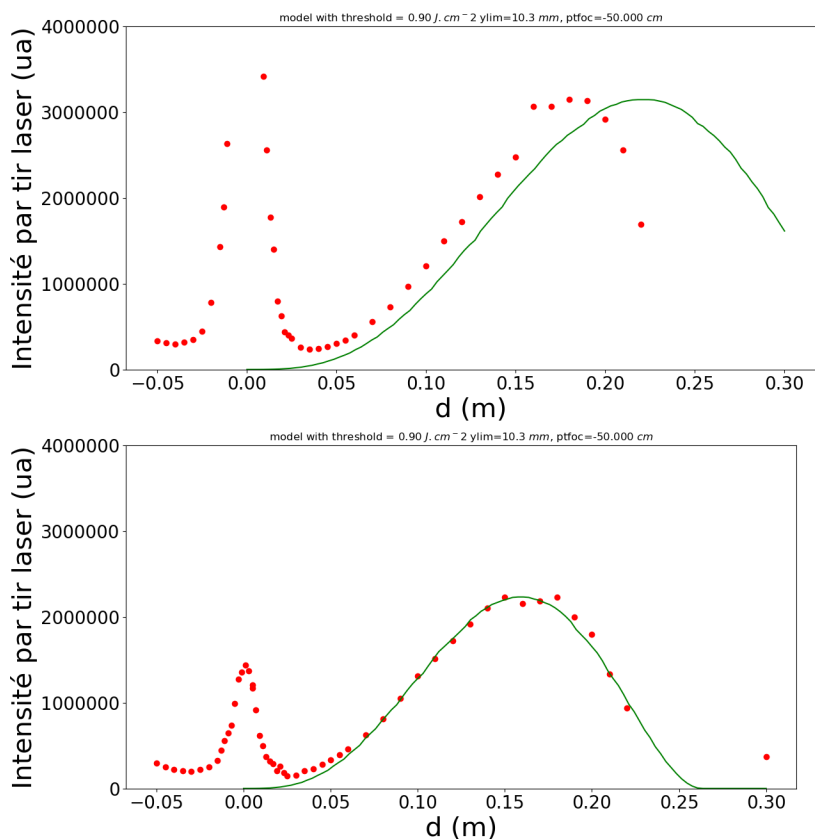 model with threshold = 0.90 J.cm−2 ylim=10.3 mm, ptfoc=-50.000 cm
4000000
3000000
2000000
1000000
0
Intensité par tir laser (ua)
−0.05 0.00 0.05 0.10 0.15 0.20 0.25 0.30
d (m)
model with threshold = 0.90 J.cm−2 ylim=10.3 mm, ptfoc=-50.000 cm
4000000
3000000
2000000
1000000
0
Intensité par tir laser (ua)
−0.05 0.00 0.05 0.10 0.15 0.20 0.25 0.30
d (m)